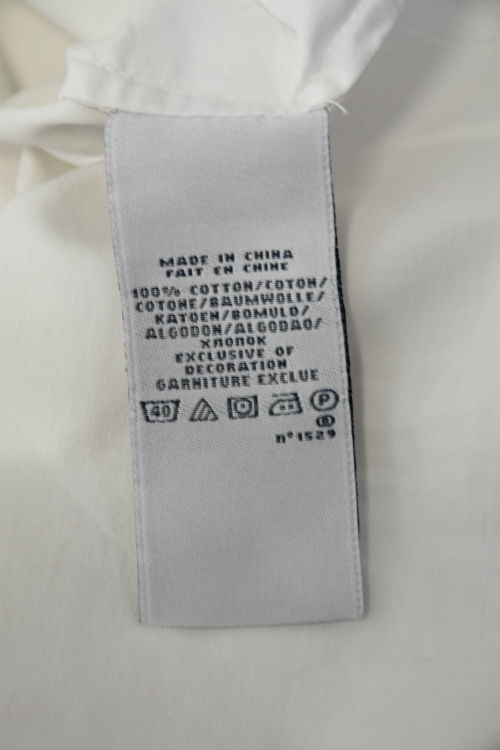 MADE IN CHINA
FAIT EN CHINE
100% COTTON/COTON/
COTONE/BAUMWOLLE/
KATOEN/BOMULD/
ALGODON/ALGODAO/
ХЛОПОК
EXCLUSIVE OF
DECORATION
GARNITURE EXCLUE
40 P
n°1529